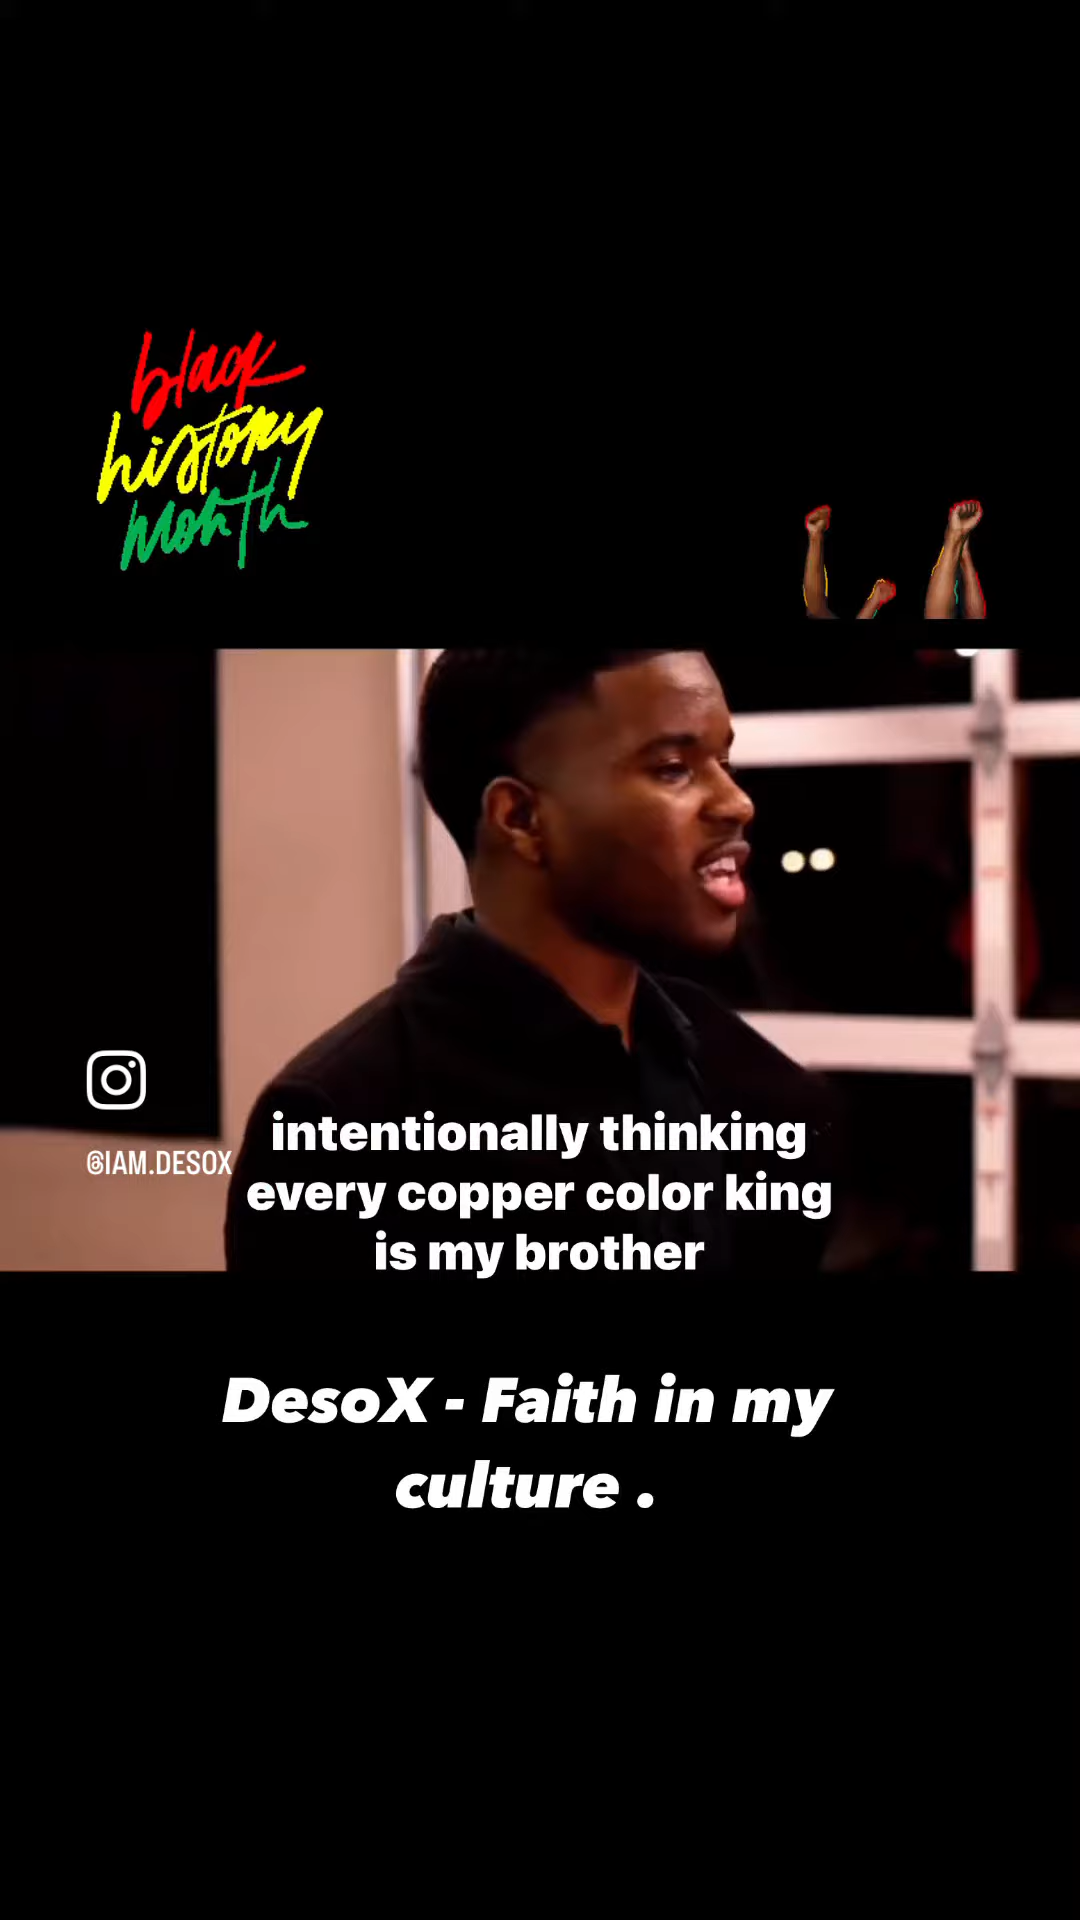 black
history
month
@IAM.DESOX
intentionally thinking
every copper color king
is my brother
DesoX - Faith in my
culture .